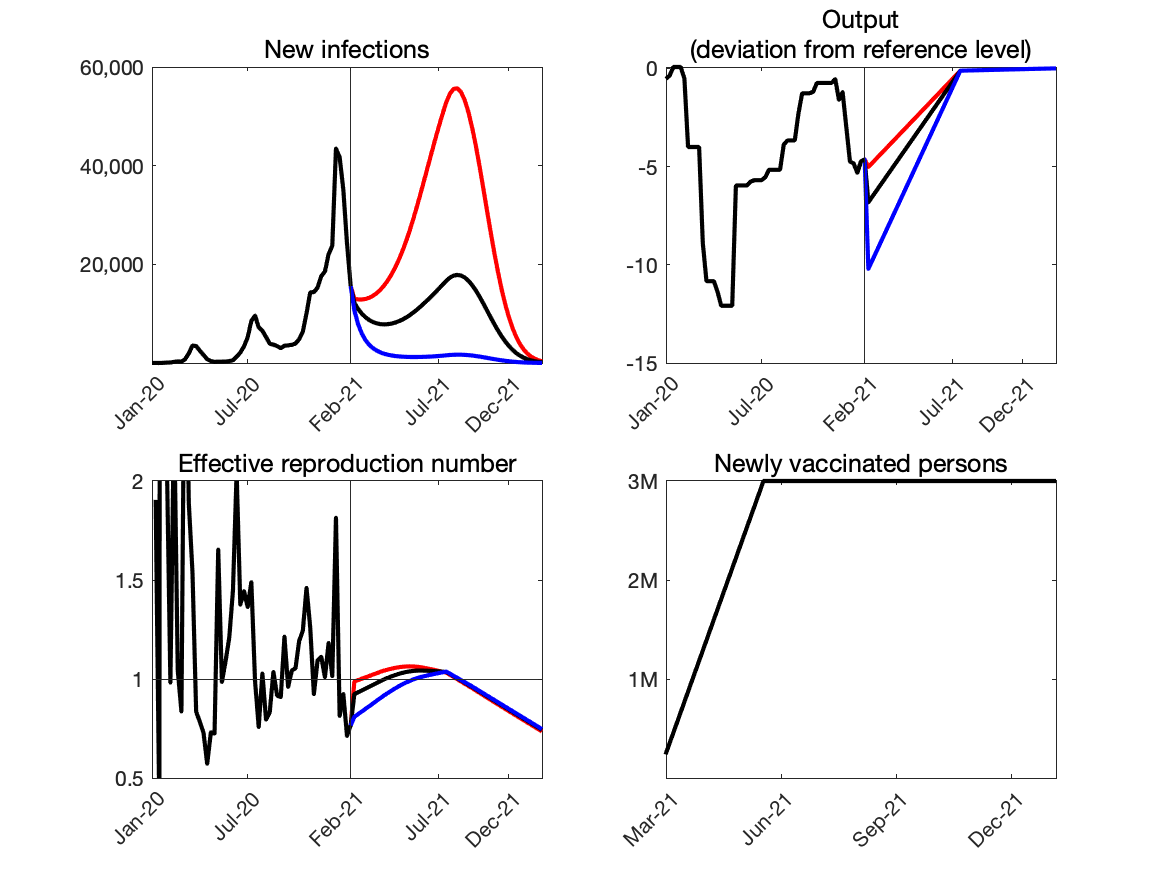 New infections
60,000
40,000
20,000
Jan-20
Jul-20
Feb-21
Jul-21
Dec-21
Output
(deviation from reference level)
0
-5
-10
-15
Jan-20
Jul-20
Feb-21
Jul-21
Dec-21
Effective reproduction number
2
1.5
1
0.5
Jan-20
Jul-20
Feb-21
Jul-21
Dec-21
Newly vaccinated persons
3M
2M
1M
Mar-21
Jun-21
Sep-21
Dec-21